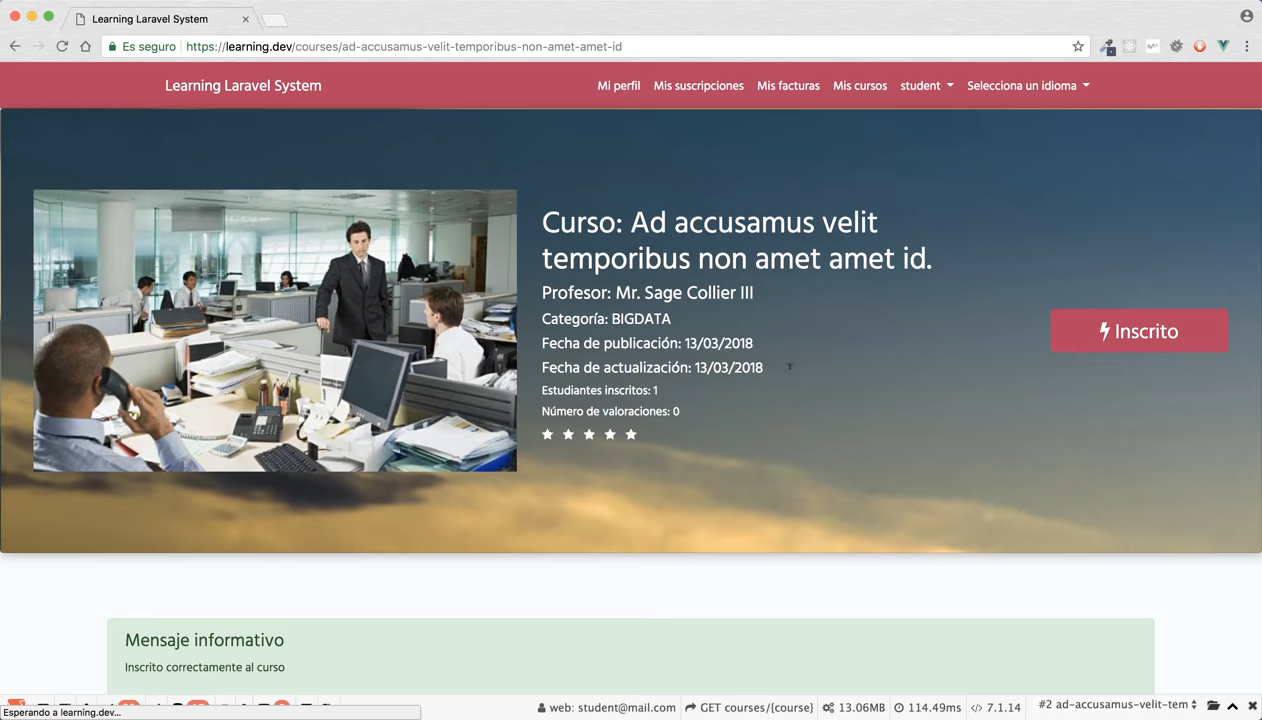 Learning Laravel System
Es seguro
https://learning.dev/courses/ad-accusamus-velit-temporibus-non-amet-amet-id
Learning Laravel System
Mi perfil
Mis suscripciones
Mis facturas
Mis cursos
student
Selecciona un idioma
Curso: Ad accusamus velit
temporibus non amet amet id.
Profesor: Mr. Sage Collier III
Categoría: BIGDATA
Fecha de publicación: 13/03/2018
Fecha de actualización: 13/03/2018
Estudiantes inscritos: 1
Número de valoraciones: 0
Inscrito
Mensaje informativo
Inscrito correctamente al curso
Esperando a learning.dev...
web: student@mail.com
GET courses/{course}
13.06MB
114.49ms
7.1.14
#2 ad-accusamus-velit-tem